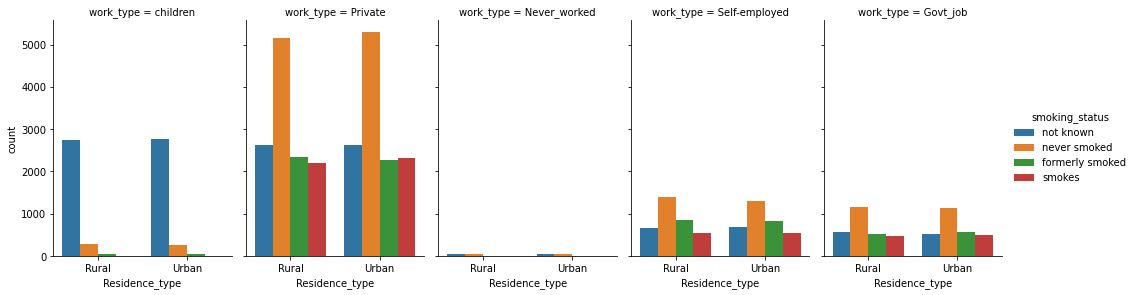 work_type = children
work_type = Private
work_type = Never_worked
work_type = Self-employed
work_type = Govt_job
5000
4000
3000
2000
1000
0
count
Rural Urban
Rural Urban
Rural Urban
Rural Urban
Rural Urban
Residence_type
Residence_type
Residence_type
Residence_type
Residence_type
smoking_status
not known
never smoked
formerly smoked
smokes